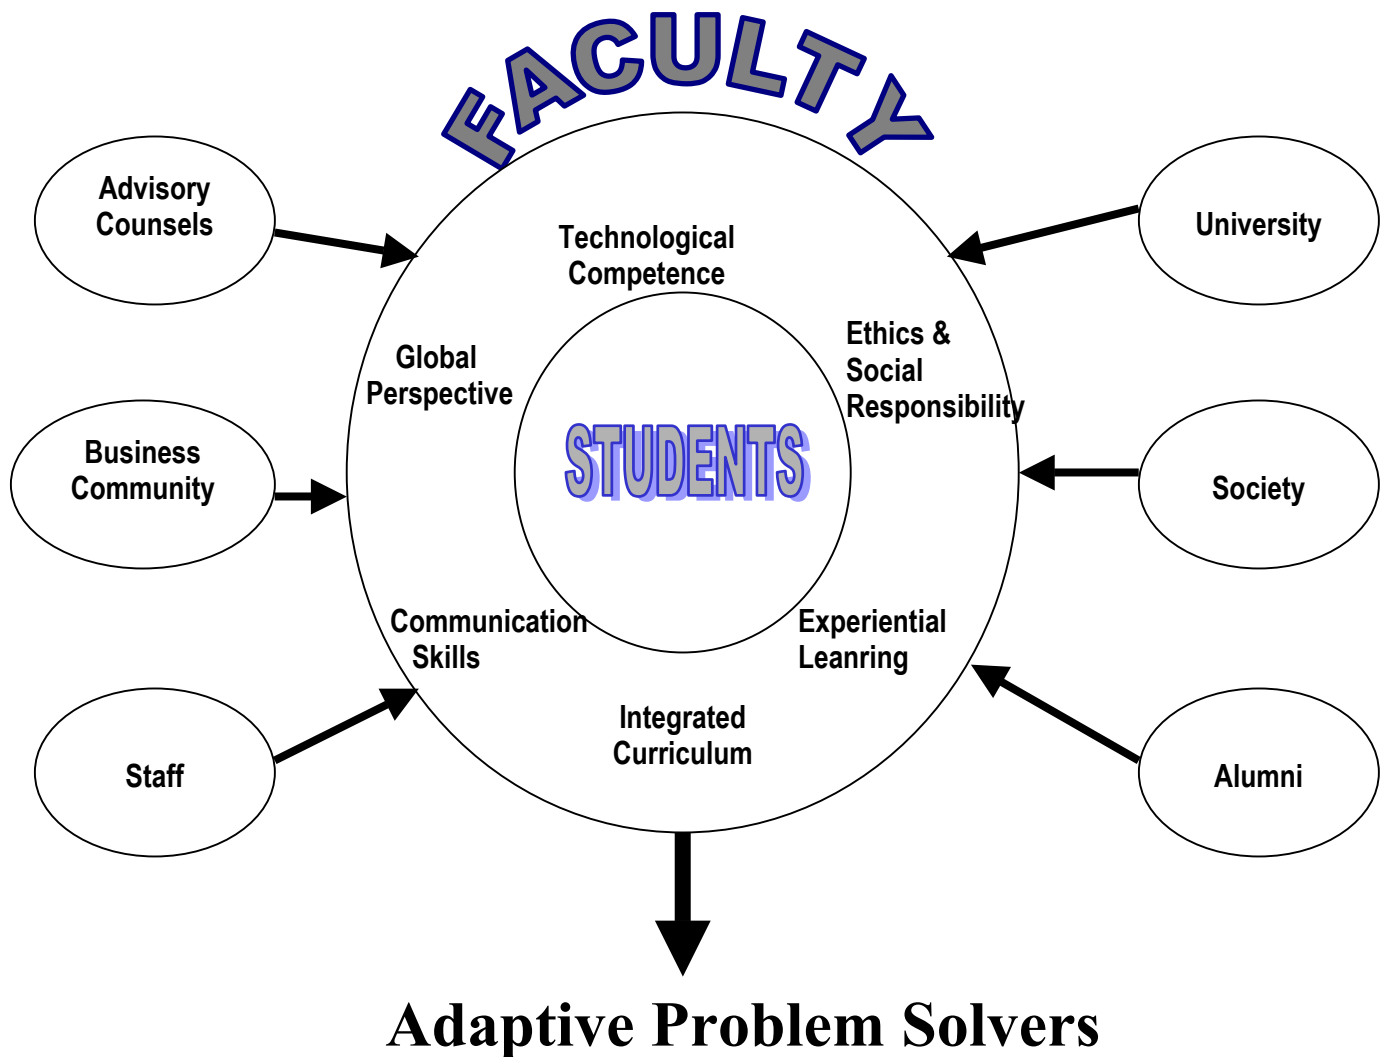 FACULTY
Advisory
Counsels
University
Technological
Competence
Ethics &
Social
Responsibility
Global
Perspective
STUDENTS
Business
Community
Society
Communication
Skills
Experiential
Leanring
Integrated
Curriculum
Staff
Alumni
Adaptive Problem Solvers